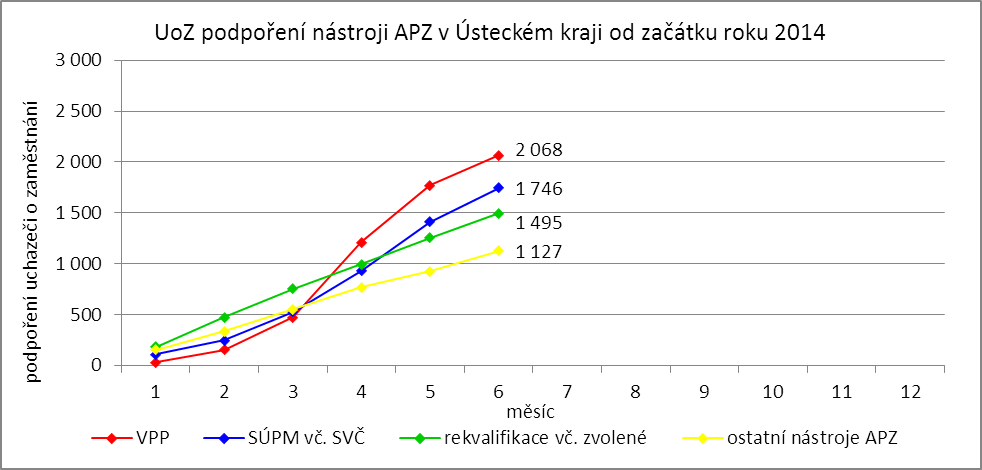 UoZ podpoření nástroji APZ v Ústeckém kraji od začátku roku 2014
podpoření uchazeči o zaměstnání
3 000
2 500
2 000
1 500
1 000
500
0
2 068
1 746
1 495
1 127
1 2 3 4 5 6 7 8 9 10 11 12
měsíc
VPP SÚPM vč. SVČ rekvalifikace vč. zvolené ostatní nástroje APZ